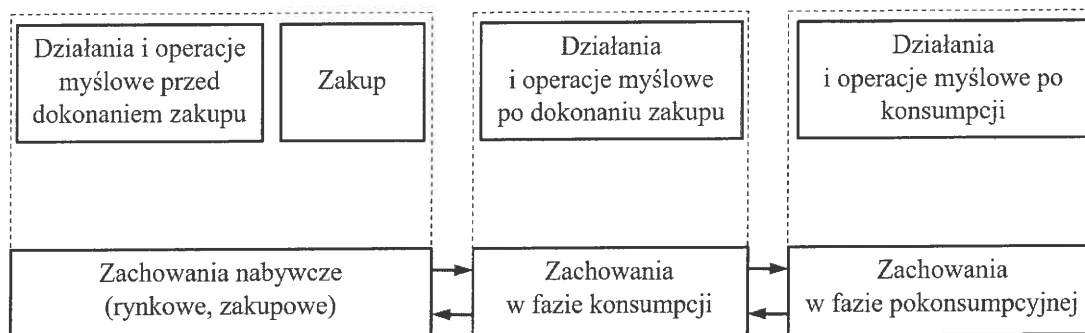 Działania i operacje
myślowe przed
dokonaniem zakupu
Zakup
Działania
i operacje myślowe
po dokonaniu zakupu
Działania
i operacje myślowe po
konsumpcji
Zachowania nabywcze
(rynkowe, zakupowe)
Zachowania
w fazie konsumpcji
Zachowania
w fazie pokonsumpcyjnej